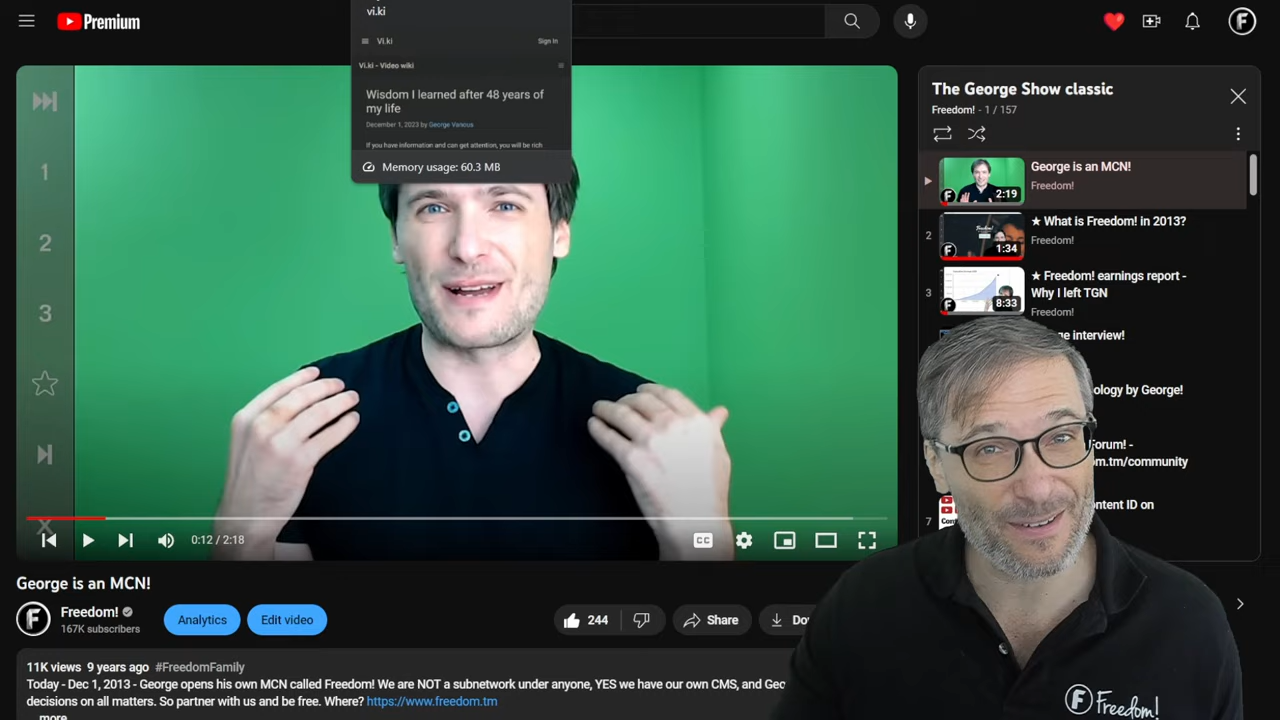 Premium
vi.ki
Vi.ki
Sign In
Vi.ki - Video wiki
Wisdom I learned after 48 years of
my life
December 1, 2023 by George Vanous
If you have information and can get attention, you will be rich
Memory usage: 60.3 MB
1
2
3
X
0:12 / 2:18
CC
George is an MCN!
Freedom!
167K subscribers
Analytics
Edit video
244
Share
11K views 9 years ago #FreedomFamily
Today - Dec 1, 2013 - George opens his own MCN called Freedom! We are NOT a subnetwork under anyone, YES we have our own CMS, and Geo
decisions on all matters. So partner with us and be free. Where? https://www.freedom.tm
The George Show classic
Freedom! - 1 / 157
George is an MCN!
Freedom!
2:19
2
★ What is Freedom! in 2013?
Freedom!
1:34
3
★ Freedom! earnings report -
Why I left TGN
Freedom!
8:33
ge interview!
ology by George!
Forum! -
om.tm/community
7
ontent ID on
Freedom!